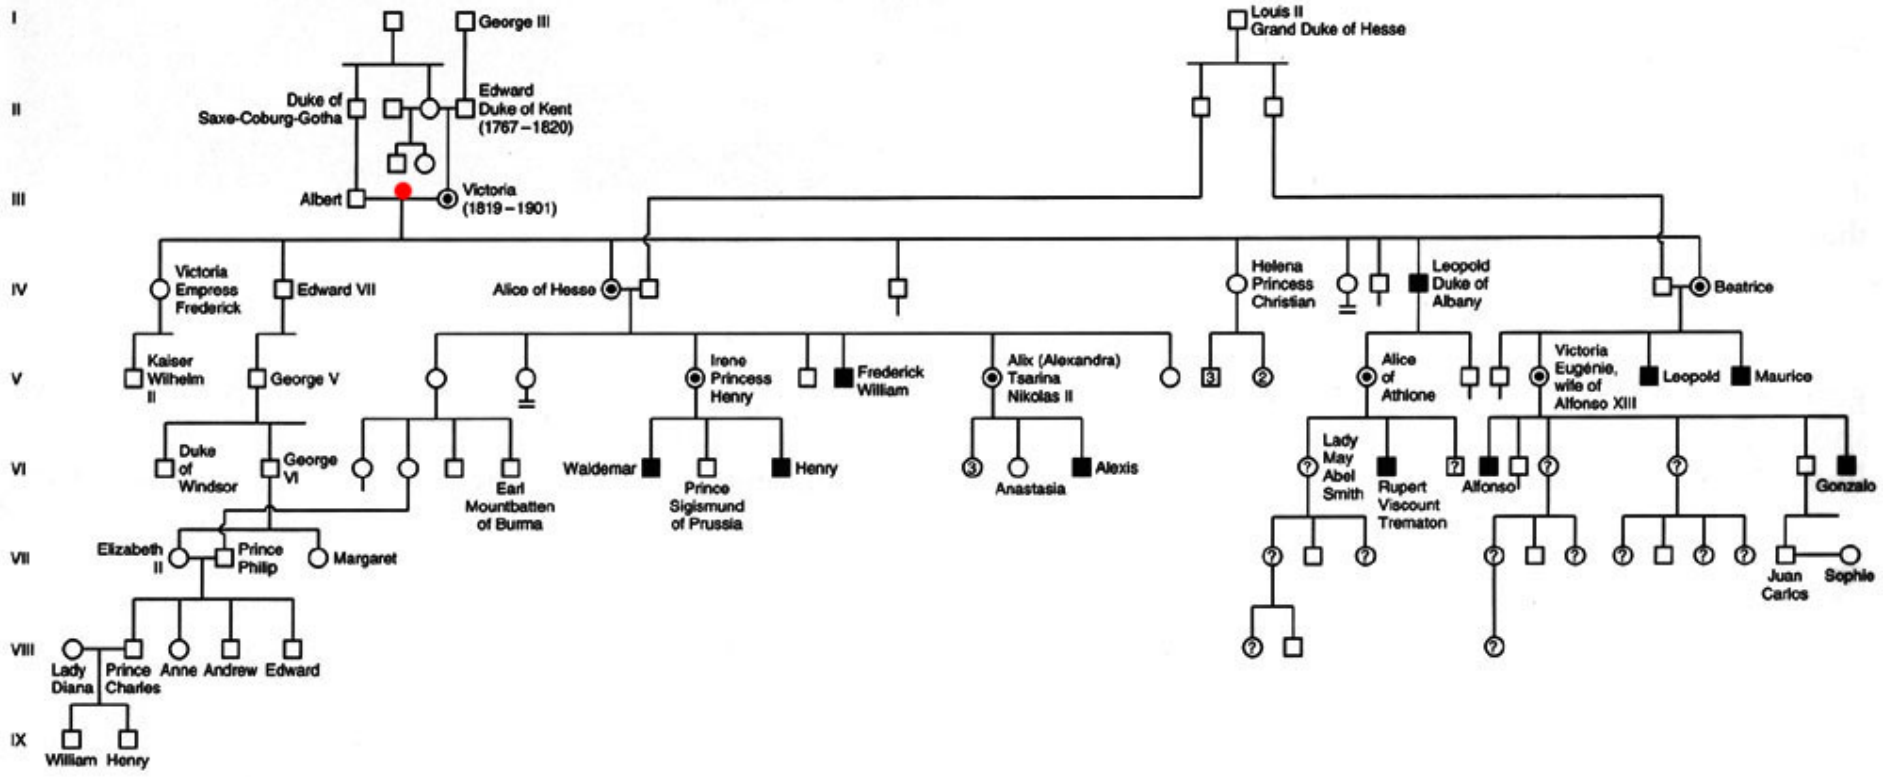 I
George III
Louis II
Grand Duke of Hesse
II
Duke of
Saxe-Coburg-Gotha
Edward
Duke of Kent
(1767–1820)
III
Albert
Victoria
(1819–1901)
IV
Victoria
Empress
Frederick
Edward VII
Alice of Hesse
Helena
Princess
Christian
Leopold
Duke of
Albany
Beatrice
V
Kaiser
Wilhelm
II
George V
Irene
Princess
Henry
Frederick
William
Alix (Alexandra)
Tsarina
Nikolas II
3
2
Alice
of
Athlone
Victoria
Eugénie,
wife of
Alfonso XIII
Leopold
Maurice
VI
Duke
of
Windsor
George
VI
Earl
Mountbatten
of Burma
Waldemar
Prince
Sigismund
of Prussia
Henry
3
Anastasia
Alexis
?
Lady
May
Abel
Smith
Rupert
Viscount
Trematon
?
Alfonso
?
?
Gonzalo
VII
Elizabeth
II
Prince
Philip
Margaret
?
?
?
?
?
?
?
Juan
Carlos
Sophie
VIII
Lady
Diana
Prince
Charles
Anne
Andrew
Edward
?
?
IX
William
Henry